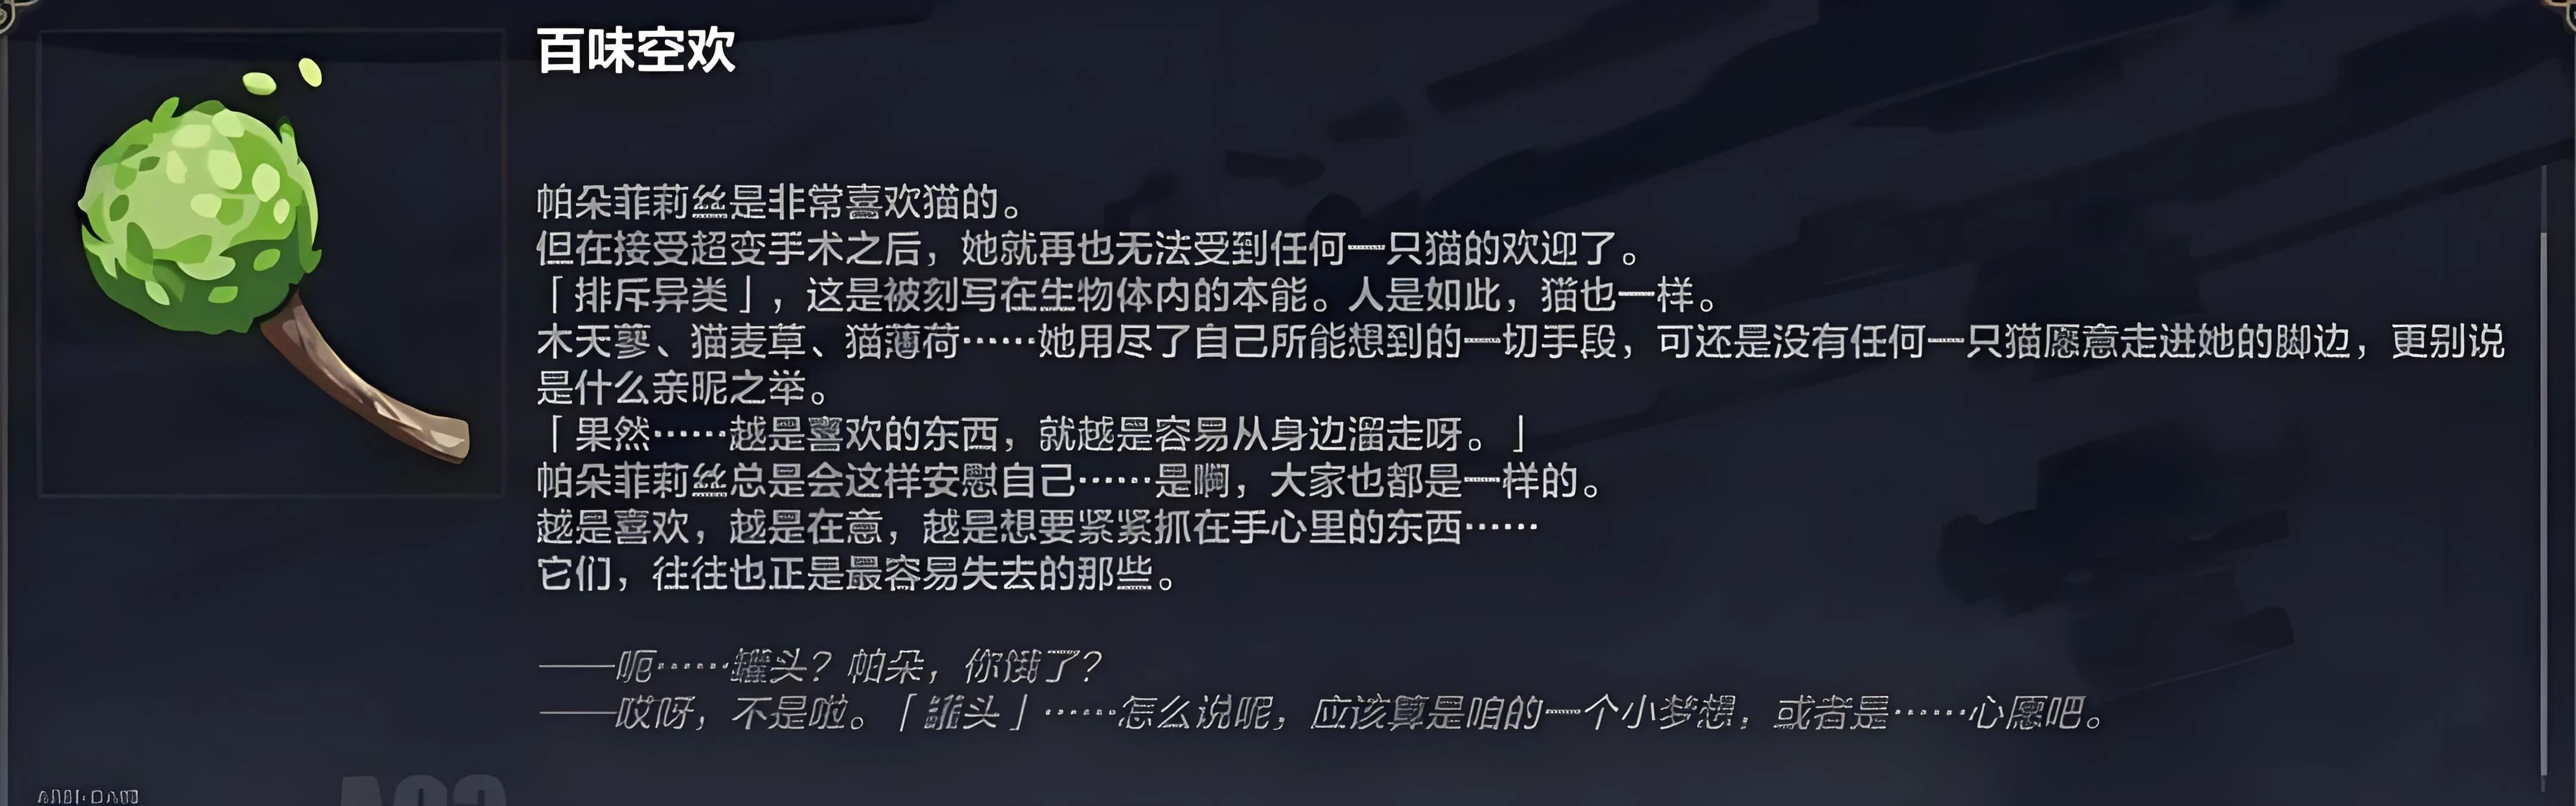 百味空欢
帕朵菲莉丝是非常喜欢猫的。
但在接受超变手术之后，她就再也无法受到任何一只猫的欢迎了。
「排斥异类」，这是被刻写在生物体内的本能。人是如此，猫也一样。
木天蓼、猫麦草、猫薄荷……她用尽了自己所能想到的一切手段，可还是没有任何一只猫愿意走进她的脚边，更别说
是什么亲昵之举。
「果然……越是喜欢的东西，就越是容易从身边溜走呀。」
帕朵菲莉丝总是会这样安慰自己……是啊，大家也都是一样的。
越是喜欢，越是在意，越是想要紧紧抓在手心里的东西……
它们，往往也正是最容易失去的那些。
——呃……罐头？帕朵，你饿了？
——哎呀，不是啦。「罐头」……怎么说呢，应该算是咱的一个小梦想，或者是……心愿吧。